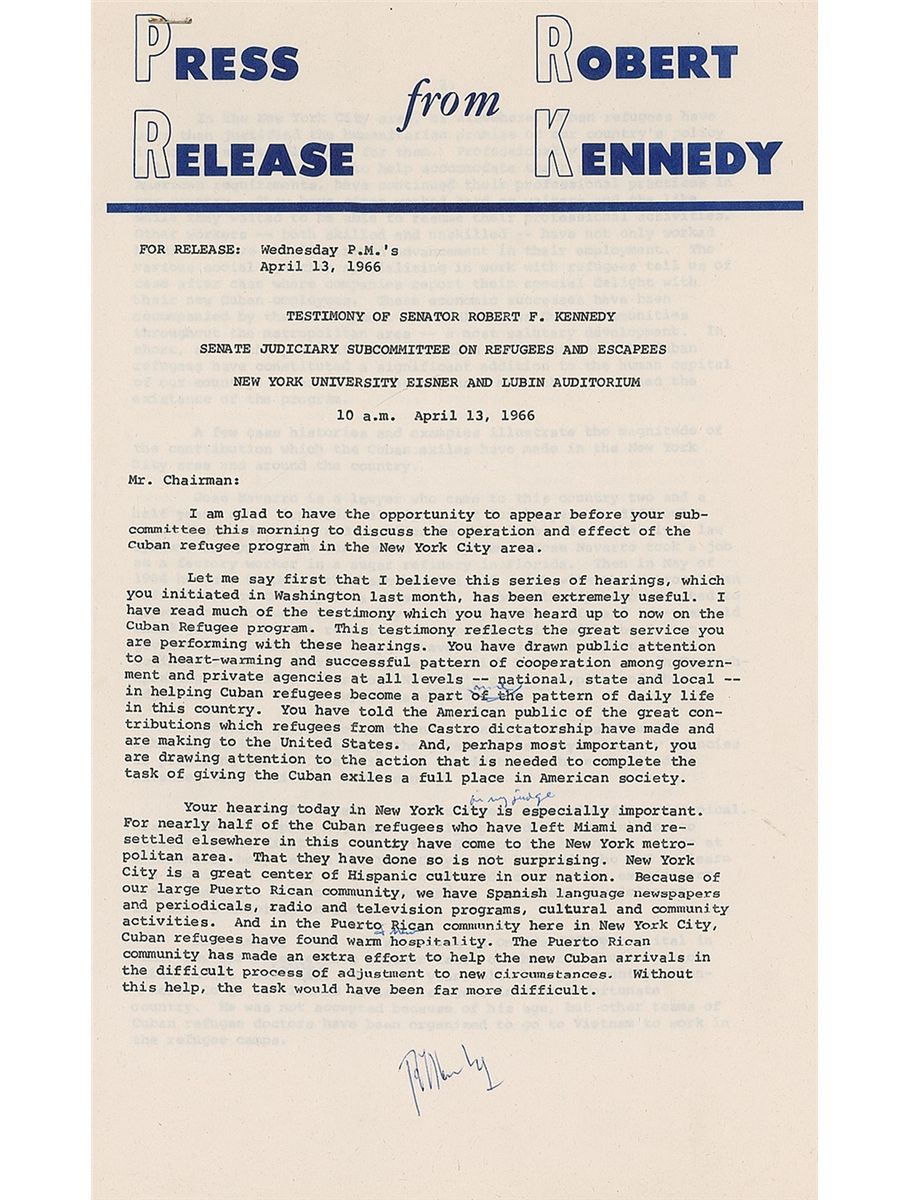 PRESS RELEASE from ROBERT KENNEDY
FOR RELEASE: Wednesday P.M.'s
April 13, 1966
TESTIMONY OF SENATOR ROBERT F. KENNEDY
SENATE JUDICIARY SUBCOMMITTEE ON REFUGEES AND ESCAPEES
NEW YORK UNIVERSITY EISNER AND LUBIN AUDITORIUM
10 a.m. April 13, 1966
Mr. Chairman:
I am glad to have the opportunity to appear before your sub-
committee this morning to discuss the operation and effect of the
Cuban refugee program in the New York City area.
Let me say first that I believe this series of hearings, which
you initiated in Washington last month, has been extremely useful. I
have read much of the testimony which you have heard up to now on the
Cuban Refugee program. This testimony reflects the great service you
are performing with these hearings. You have drawn public attention
to a heart-warming and successful pattern of cooperation among govern-
ment and private agencies at all levels -- national, state and local --
in helping Cuban refugees become a part of the pattern of daily life
in this country. You have told the American public of the great con-
tributions which refugees from the Castro dictatorship have made and
are making to the United States. And, perhaps most important, you
are drawing attention to the action that is needed to complete the
task of giving the Cuban exiles a full place in American society.
in my judge
Your hearing today in New York City is especially important.
For nearly half of the Cuban refugees who have left Miami and re-
settled elsewhere in this country have come to the New York metro-
politan area. That they have done so is not surprising. New York
City is a great center of Hispanic culture in our nation. Because of
our large Puerto Rican community, we have Spanish language newspapers
and periodicals, radio and television programs, cultural and community
activities. And in the Puerto Rican community here in New York City,
Cuban refugees have found warm hospitality. The Puerto Rican
community has made an extra effort to help the new Cuban arrivals in
the difficult process of adjustment to new circumstances. Without
this help, the task would have been far more difficult.